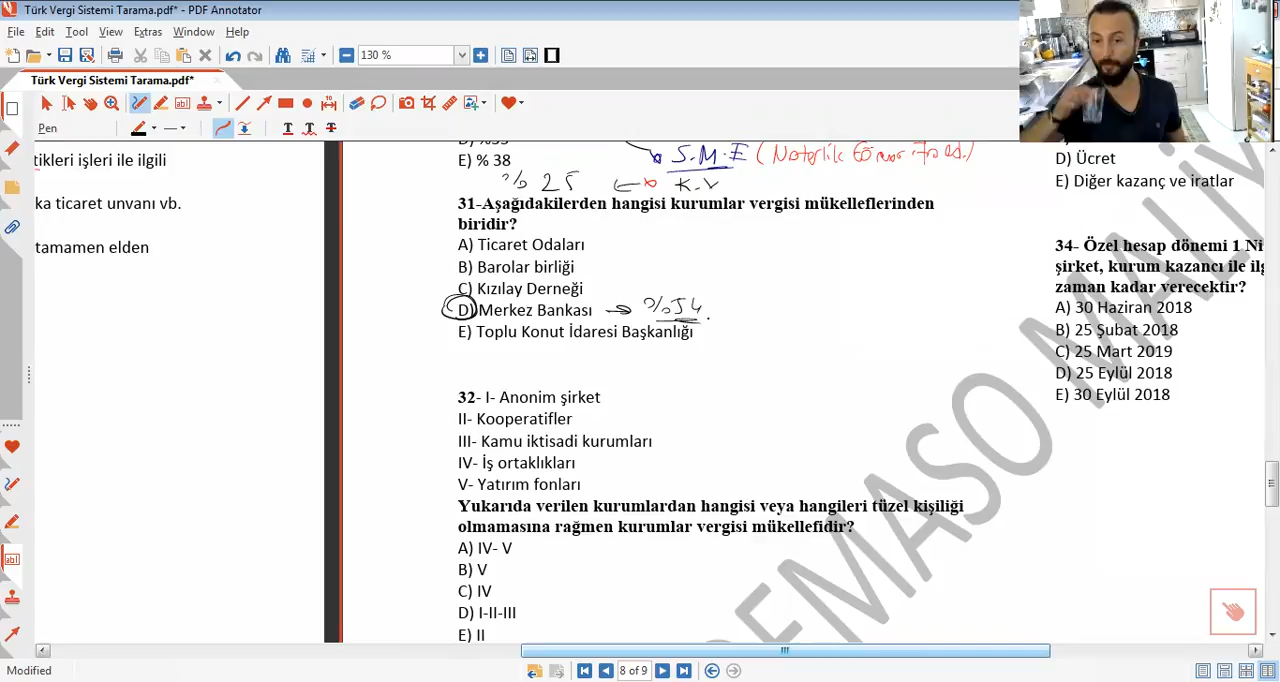 Türk Vergi Sistemi Tarama.pdf* - PDF Annotator
File Edit Tool View Extras Window Help
130 %
Türk Vergi Sistemi Tarama.pdf*
Pen
tikleri işleri ile ilgili
ka ticaret unvanı vb.
tamamen elden
E) % 38
S.M.E (Noterlik
% 25 K.V
31-Aşağıdakilerden hangisi kurumlar vergisi mükelleflerinden
biridir?
A) Ticaret Odaları
B) Barolar birliği
C) Kızılay Derneği
D) Merkez Bankası
E) Toplu Konut İdaresi Başkanlığı
32- I- Anonim şirket
II- Kooperatifler
III- Kamu iktisadi kurumları
IV- İş ortaklıkları
V- Yatırım fonları
Yukarıda verilen kurumlardan hangisi veya hangileri tüzel kişiliği
olmamasına rağmen kurumlar vergisi mükellefidir?
A) IV- V
B) V
C) IV
D) I-II-III
E) II
D) Ücret
E) Diğer kazanç ve iratlar
34- Özel hesap dönemi 1 Ni
şirket, kurum kazancı ile ilg
zaman kadar verecektir?
A) 30 Haziran 2018
B) 25 Şubat 2018
C) 25 Mart 2019
D) 25 Eylül 2018
E) 30 Eylül 2018
EMASO MALİY
Modified
8 of 9